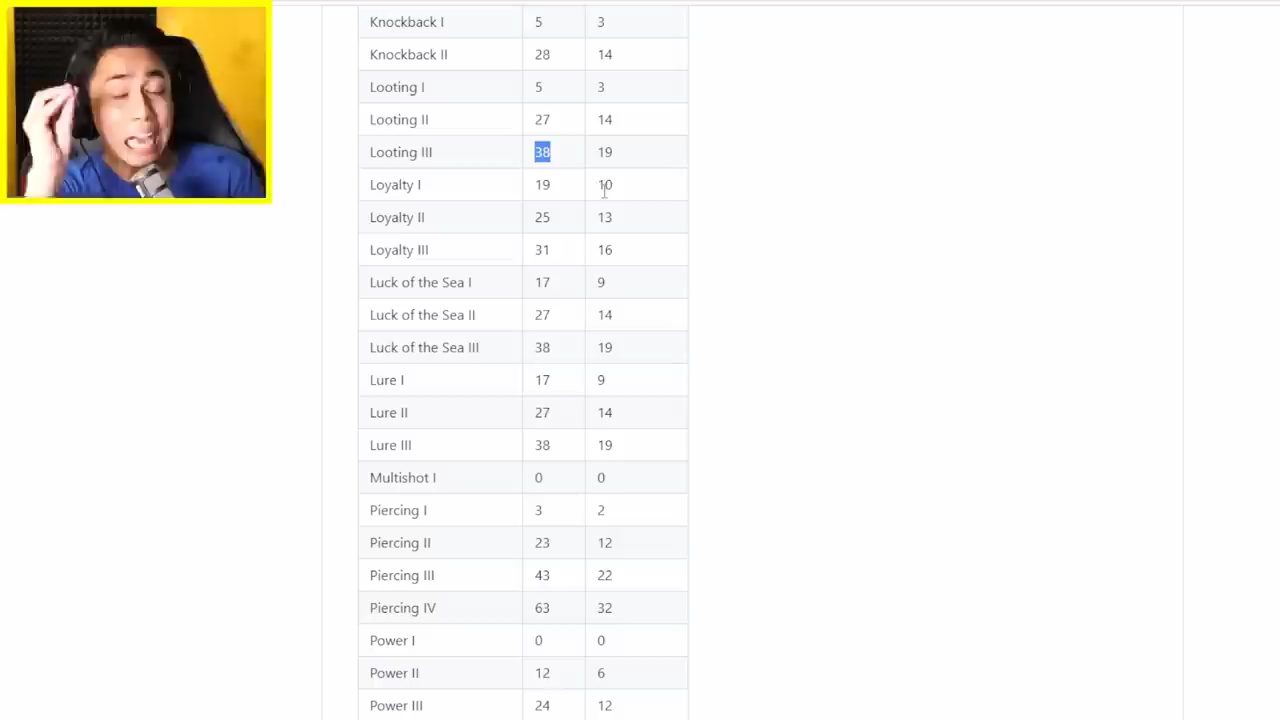 Knockback I 5 3
Knockback II 28 14
Looting I 5 3
Looting II 27 14
Looting III 38 19
Loyalty I 19 10
Loyalty II 25 13
Loyalty III 31 16
Luck of the Sea I 17 9
Luck of the Sea II 27 14
Luck of the Sea III 38 19
Lure I 17 9
Lure II 27 14
Lure III 38 19
Multishot I 0 0
Piercing I 3 2
Piercing II 23 12
Piercing III 43 22
Piercing IV 63 32
Power I 0 0
Power II 12 6
Power III 24 12